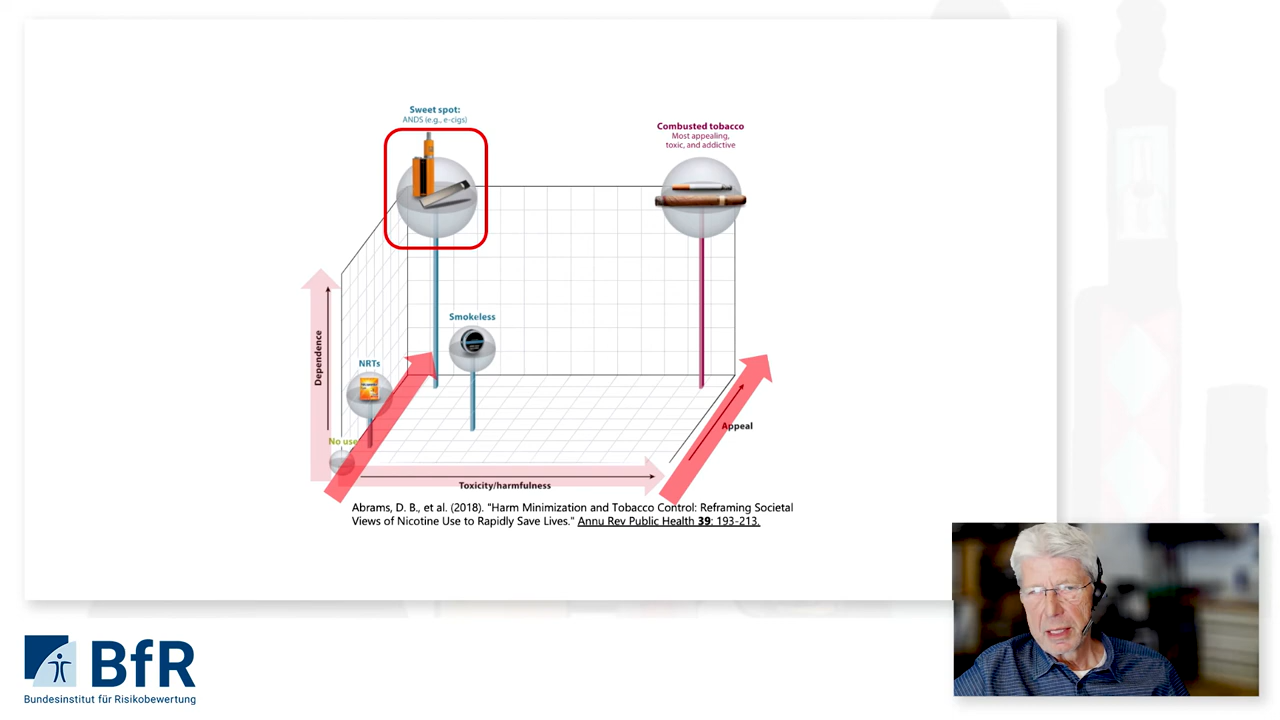 Sweet spot:
ANDS (e.g., e-cigs)
Combusted tobacco
Most appealing,
toxic, and addictive
Smokeless
NRTs
Dependence
No use
Appeal
Toxicity/harmfulness
Abrams, D. B., et al. (2018). "Harm Minimization and Tobacco Control: Reframing Societal
Views of Nicotine Use to Rapidly Save Lives." Annu Rev Public Health 39: 193-213.
BfR
Bundesinstitut für Risikobewertung